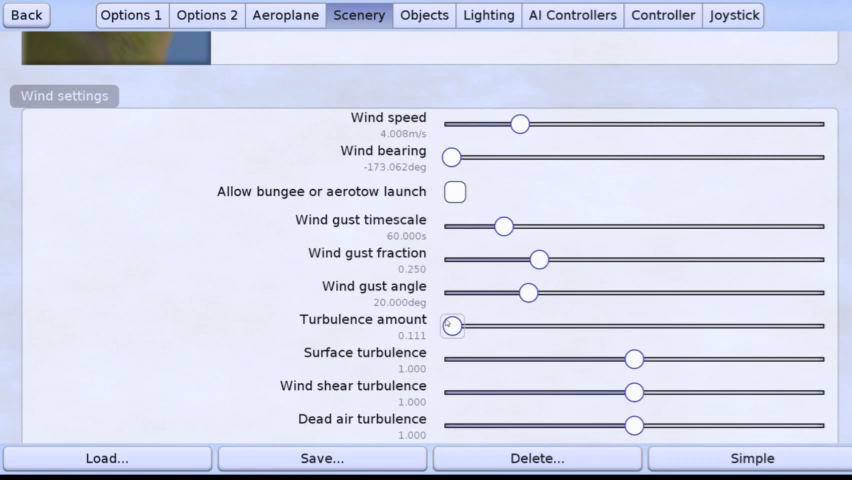 Back
Options 1
Options 2
Aeroplane
Scenery
Objects
Lighting
AI Controllers
Controller
Joystick
Wind settings
Wind speed
4.008m/s
Wind bearing
-173.062deg
Allow bungee or aerotow launch
Wind gust timescale
60.000s
Wind gust fraction
0.250
Wind gust angle
20.000deg
Turbulence amount
0.111
Surface turbulence
1.000
Wind shear turbulence
1.000
Dead air turbulence
1.000
Load...
Save...
Delete...
Simple